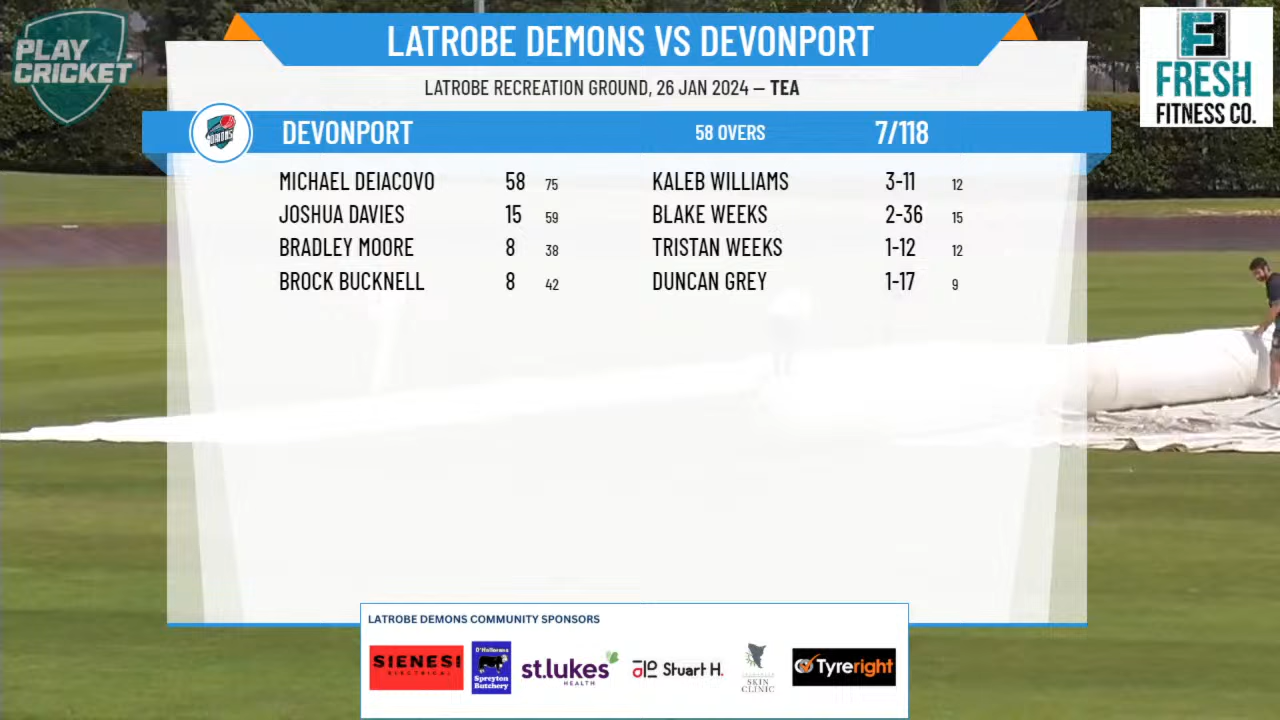 PLAY
CRICKET
LATROBE DEMONS VS DEVONPORT
LATROBE RECREATION GROUND, 26 JAN 2024 – TEA
FRESH
FITNESS CO.
DEMONS
DEVONPORT 58 OVERS 7/118
MICHAEL DEIACOVO 58 75 KALEB WILLIAMS 3-11 12
JOSHUA DAVIES 15 59 BLAKE WEEKS 2-36 15
BRADLEY MOORE 8 38 TRISTAN WEEKS 1-12 12
BROCK BUCKNELL 8 42 DUNCAN GREY 1-17 9
LATROBE DEMONS COMMUNITY SPONSORS
SIENESI
ELECTRICAL
O'Hallorans
Spreyton
Butchery
st.lukes
HEALTH
Stuart H.
SKIN
CLINIC
Tyreright